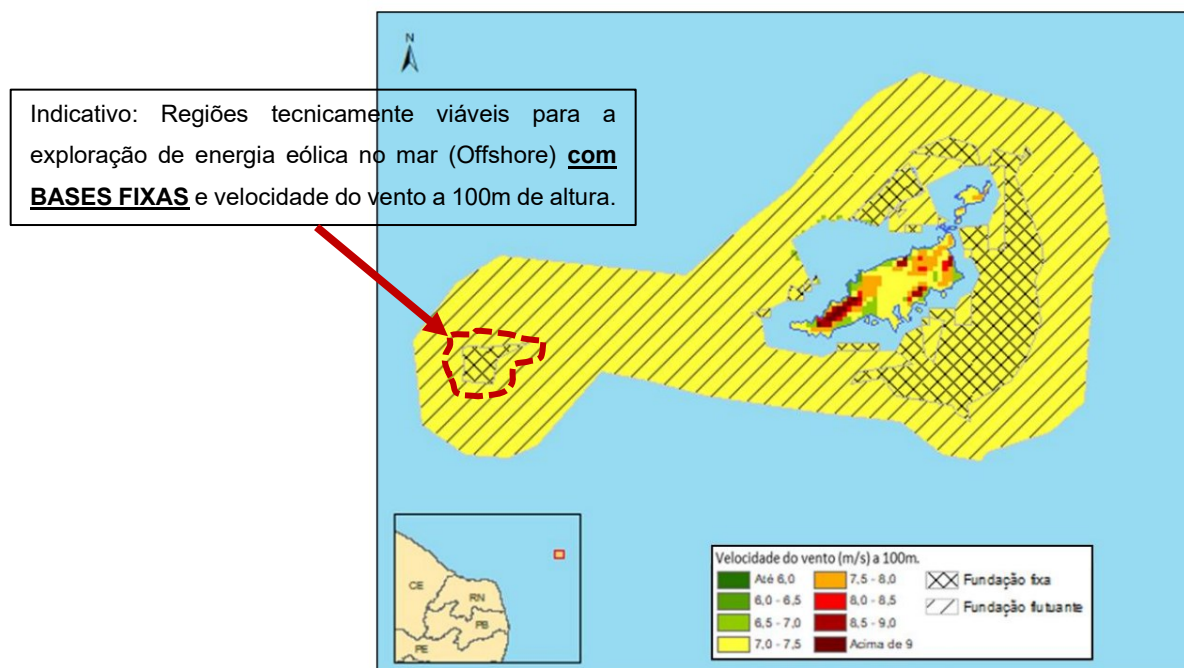 N
Indicativo: Regiões tecnicamente viáveis para a
exploração de energia eólica no mar (Offshore) com
BASES FIXAS e velocidade do vento a 100m de altura.
CE
RN
PB
PE
Velocidade do vento (m/s) a 100m.
Até 6,0
6,0 - 6,5
6,5 - 7,0
7,0 - 7,5
7,5 - 8,0
8,0 - 8,5
8,5 - 9,0
Acima de 9
Fundação fixa
Fundação flutuante